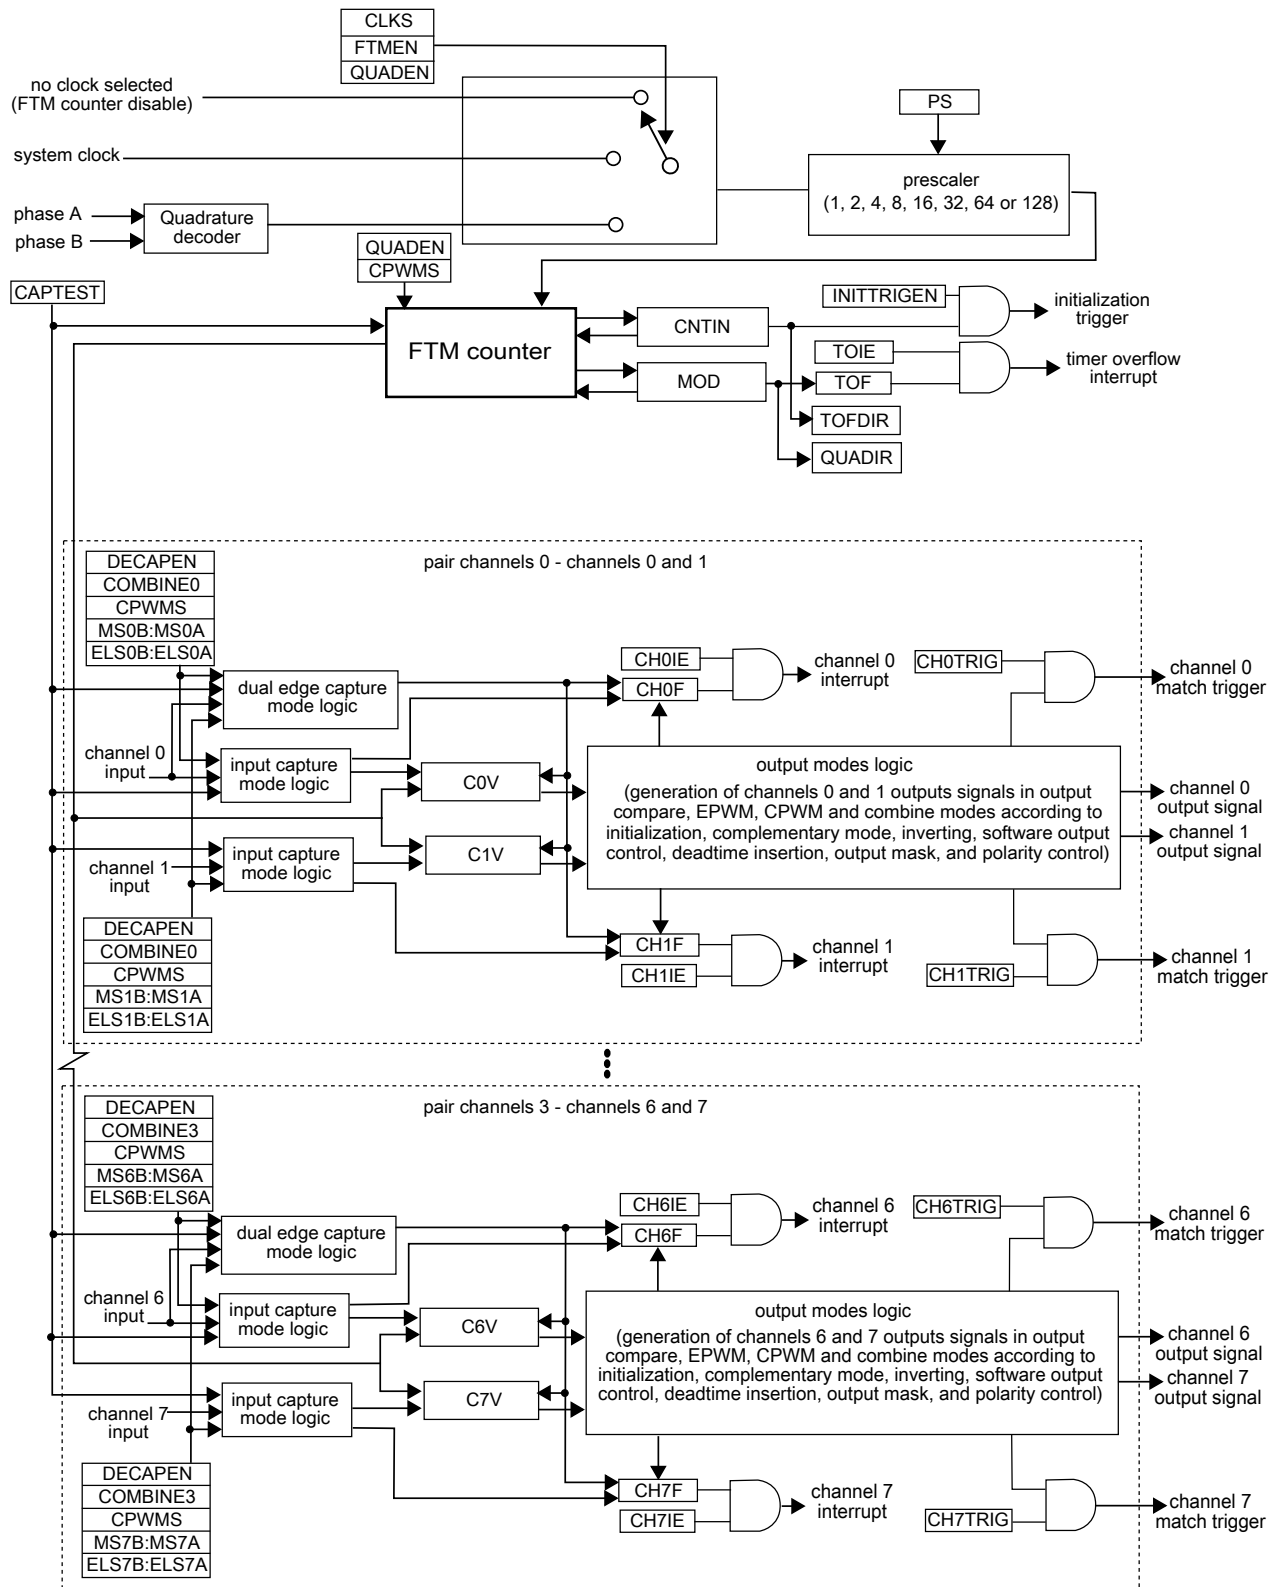 CLKS
FTMEN
QUADEN
no clock selected
(FTM counter disable)
PS
system clock
prescaler
(1, 2, 4, 8, 16, 32, 64 or 128)
phase A
phase B
Quadrature
decoder
QUADEN
CPWMS
CAPTEST
FTM counter
CNTIN
MOD
INITTRIGEN
initialization
trigger
TOIE
TOF
timer overflow
interrupt
TOFDIR
QUADIR
pair channels 0 - channels 0 and 1
DECAPEN
COMBINE0
CPWMS
MS0B:MS0A
ELS0B:ELS0A
dual edge capture
mode logic
CH0IE
CH0F
channel 0
interrupt
CH0TRIG
channel 0
match trigger
channel 0
input
input capture
mode logic
C0V
output modes logic
(generation of channels 0 and 1 outputs signals in output
compare, EPWM, CPWM and combine modes according to
initialization, complementary mode, inverting, software output
control, deadtime insertion, output mask, and polarity control)
channel 0
output signal
channel 1
output signal
channel 1
input
input capture
mode logic
C1V
DECAPEN
COMBINE0
CPWMS
MS1B:MS1A
ELS1B:ELS1A
CH1F
CH1IE
channel 1
interrupt
CH1TRIG
channel 1
match trigger
pair channels 3 - channels 6 and 7
DECAPEN
COMBINE3
CPWMS
MS6B:MS6A
ELS6B:ELS6A
dual edge capture
mode logic
CH6IE
CH6F
channel 6
interrupt
CH6TRIG
channel 6
match trigger
channel 6
input
input capture
mode logic
C6V
output modes logic
(generation of channels 6 and 7 outputs signals in output
compare, EPWM, CPWM and combine modes according to
initialization, complementary mode, inverting, software output
control, deadtime insertion, output mask, and polarity control)
channel 6
output signal
channel 7
output signal
channel 7
input
input capture
mode logic
C7V
DECAPEN
COMBINE3
CPWMS
MS7B:MS7A
ELS7B:ELS7A
CH7F
CH7IE
channel 7
interrupt
CH7TRIG
channel 7
match trigger